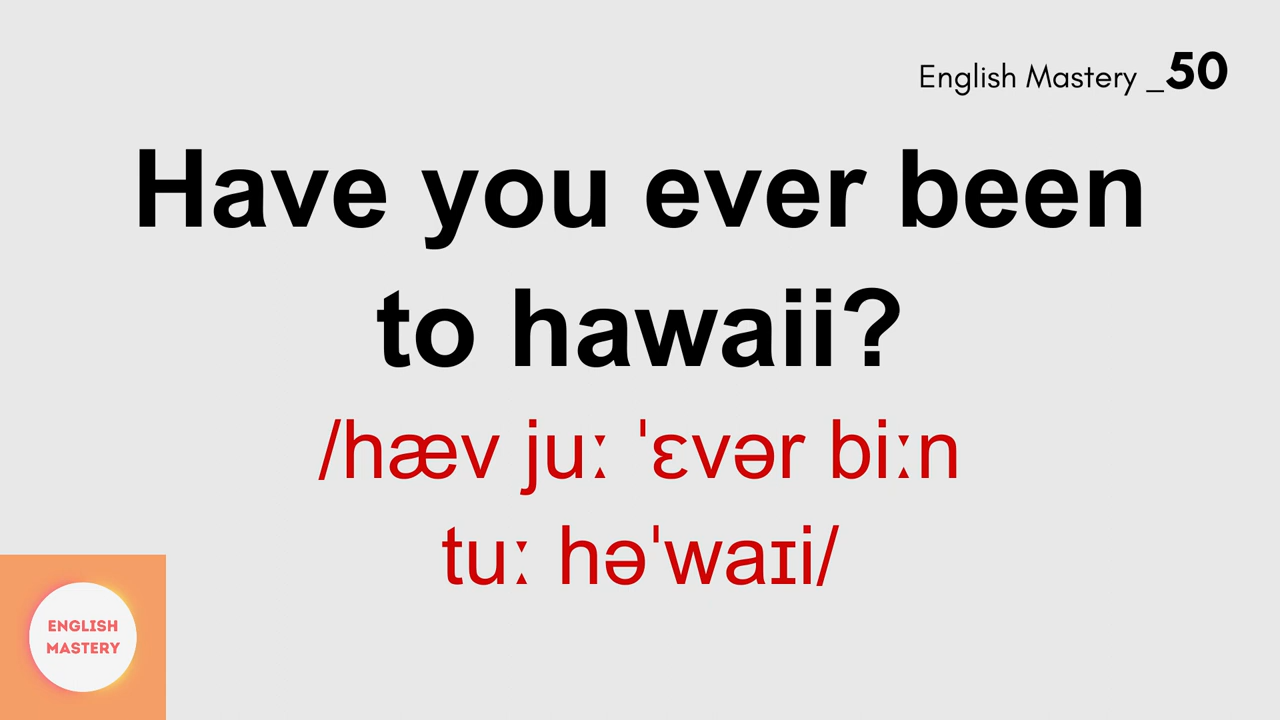 English Mastery _50
Have you ever been
to hawaii?
/hæv juː ˈɛvər biːn
tuː həˈwaɪi/
ENGLISH
MASTERY